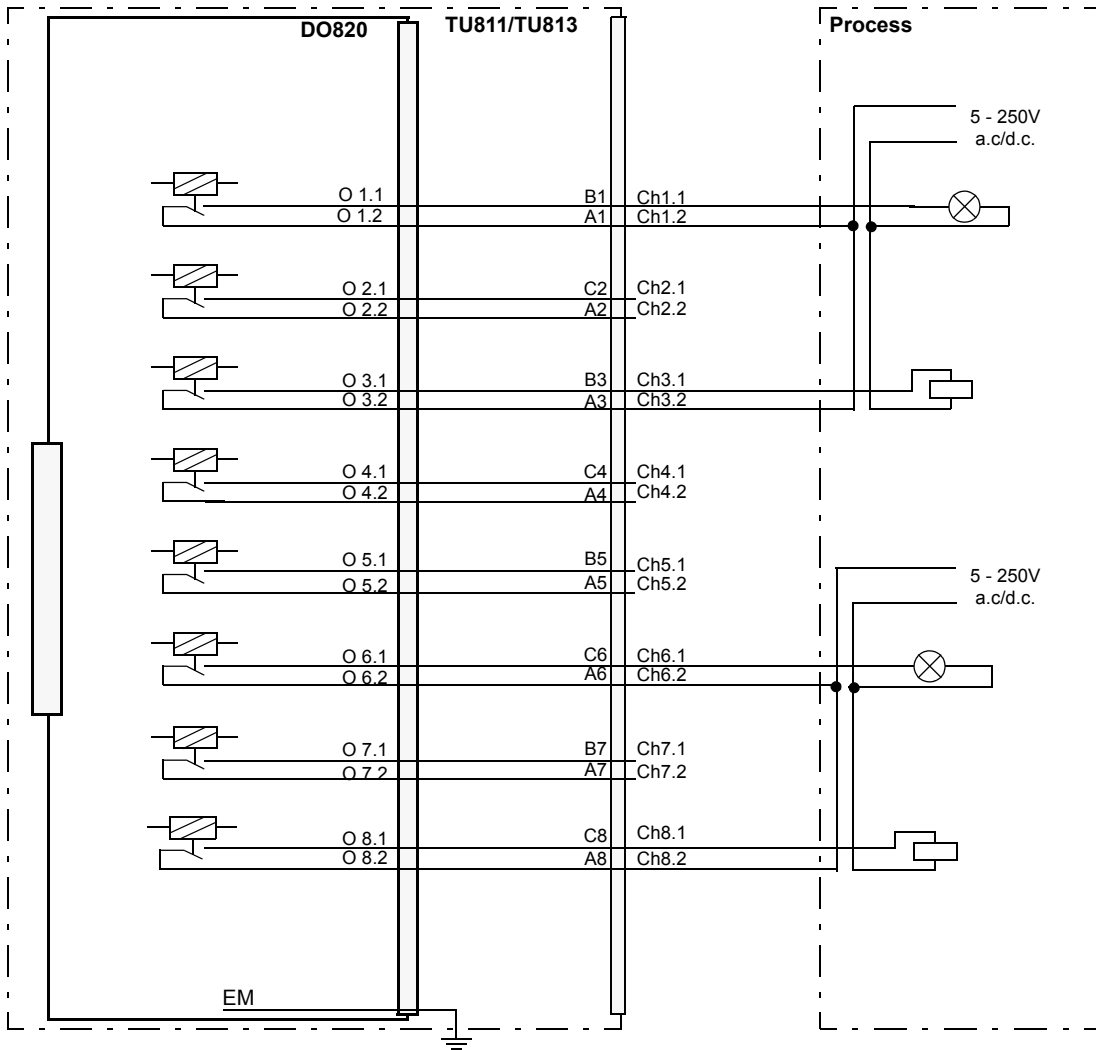 DO820 TU811/TU813 Process
5 - 250V
a.c/d.c.
O 1.1 B1 Ch1.1
O 1.2 A1 Ch1.2
O 2.1 C2 Ch2.1
O 2.2 A2 Ch2.2
O 3.1 B3 Ch3.1
O 3.2 A3 Ch3.2
O 4.1 C4 Ch4.1
O 4.2 A4 Ch4.2
O 5.1 B5 Ch5.1
O 5.2 A5 Ch5.2
5 - 250V
a.c/d.c.
O 6.1 C6 Ch6.1
O 6.2 A6 Ch6.2
O 7.1 B7 Ch7.1
O 7.2 A7 Ch7.2
O 8.1 C8 Ch8.1
O 8.2 A8 Ch8.2
EM